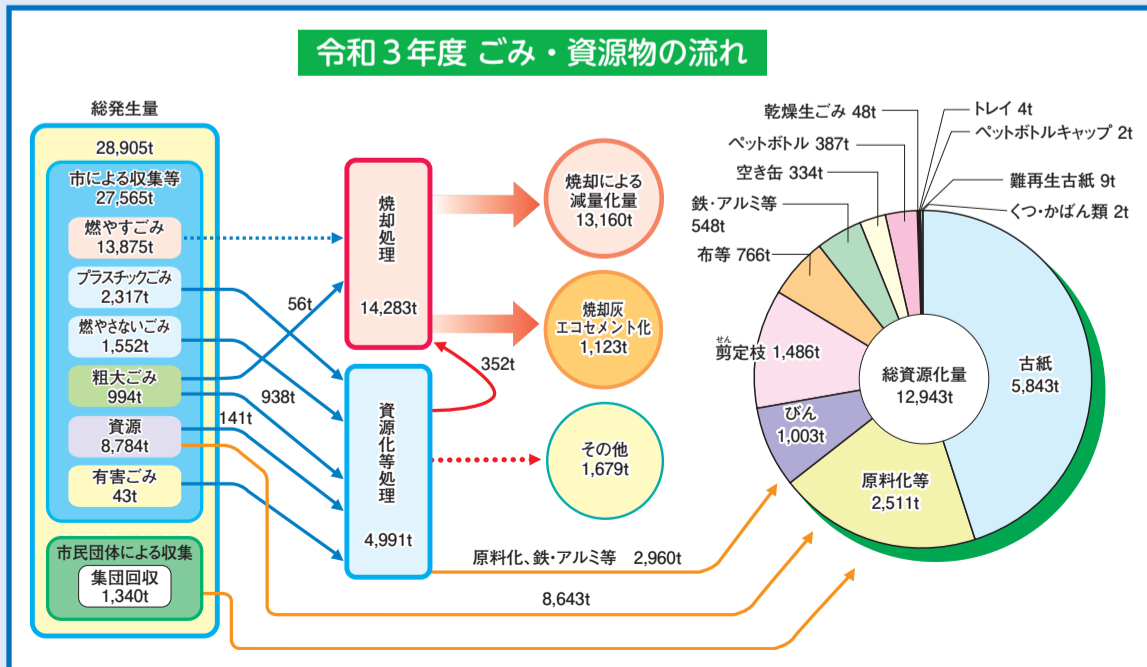 令和3年度 ごみ・資源物の流れ
総発生量
28,905t
市による収集等
27,565t
燃やすごみ
13,875t
プラスチックごみ
2,317t
燃やさないごみ
1,552t
粗大ごみ
994t
資源
8,784t
有害ごみ
43t
市民団体による収集
集団回収
1,340t
56t
938t
141t
焼却処理
14,283t
352t
資源化等処理
4,991t
焼却による
減量化量
13,160t
焼却灰
エコセメント化
1,123t
その他
1,679t
原料化、鉄・アルミ等 2,960t
8,643t
乾燥生ごみ 48t
ペットボトル 387t
空き缶 334t
鉄・アルミ等
548t
布等 766t
せん
剪定枝 1,486t
びん
1,003t
原料化等
2,511t
古紙
5,843t
総資源化量
12,943t
トレイ 4t
ペットボトルキャップ 2t
難再生古紙 9t
くつ・かばん類 2t